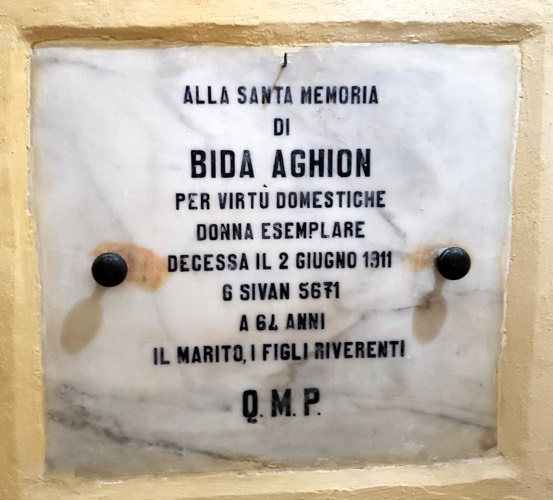 ALLA SANTA MEMORIA
DI
BIDA AGHION
PER VIRTÙ DOMESTICHE
DONNA ESEMPLARE
DECESSA IL 2 GIUGNO 1911
6 SIVAN 5671
A 64 ANNI
IL MARITO, I FIGLI RIVERENTI
Q. M. P.